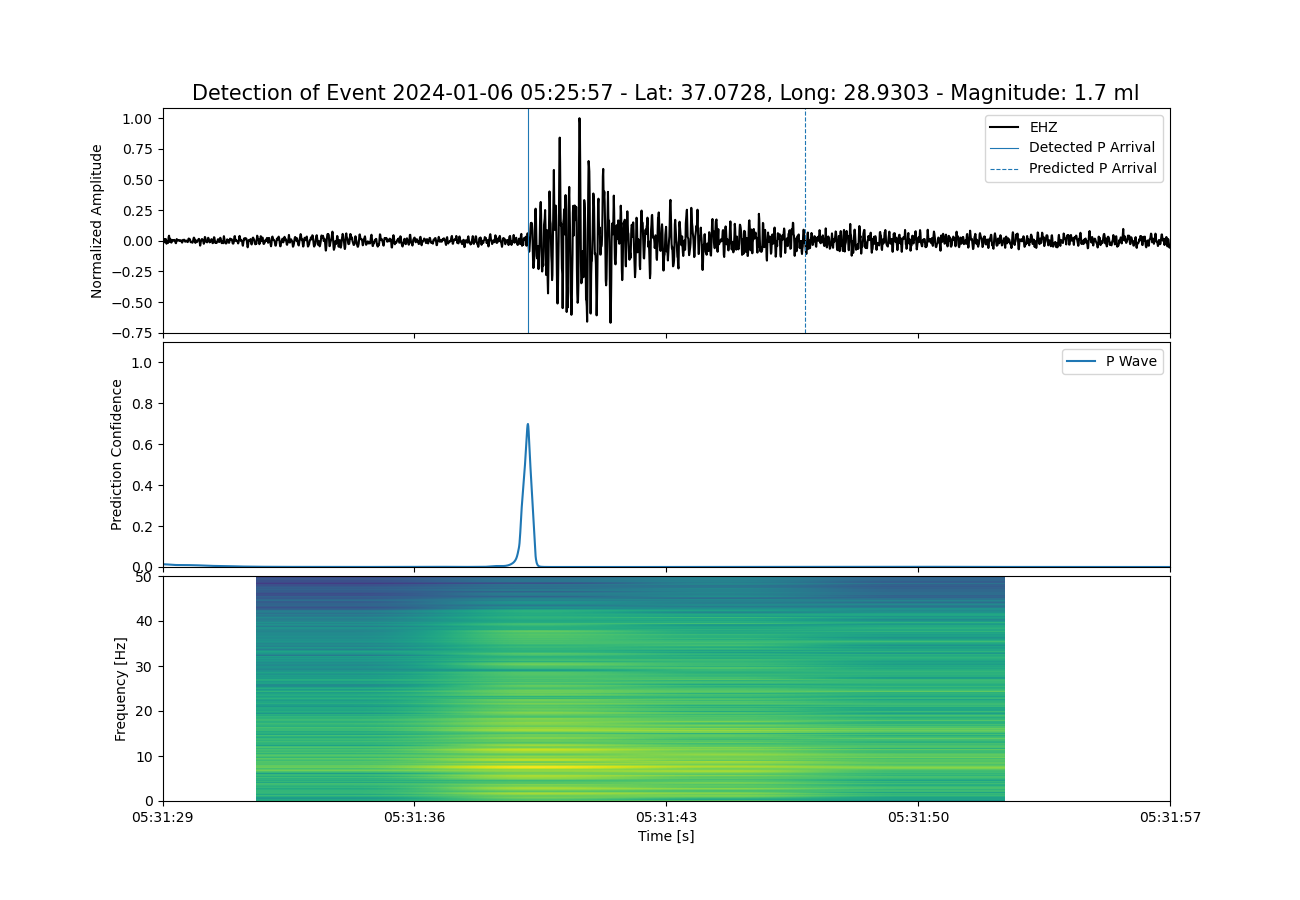 Detection of Event 2024-01-06 05:25:57 - Lat: 37.0728, Long: 28.9303 - Magnitude: 1.7 ml
1.00
0.75
0.50
0.25
0.00
−0.25
−0.50
−0.75
Normalized Amplitude
EHZ
Detected P Arrival
Predicted P Arrival
1.0
0.8
0.6
0.4
0.2
0.0
Prediction Confidence
P Wave
50
40
30
20
10
0
Frequency [Hz]
05:31:29 05:31:36 05:31:43 05:31:50 05:31:57
Time [s]